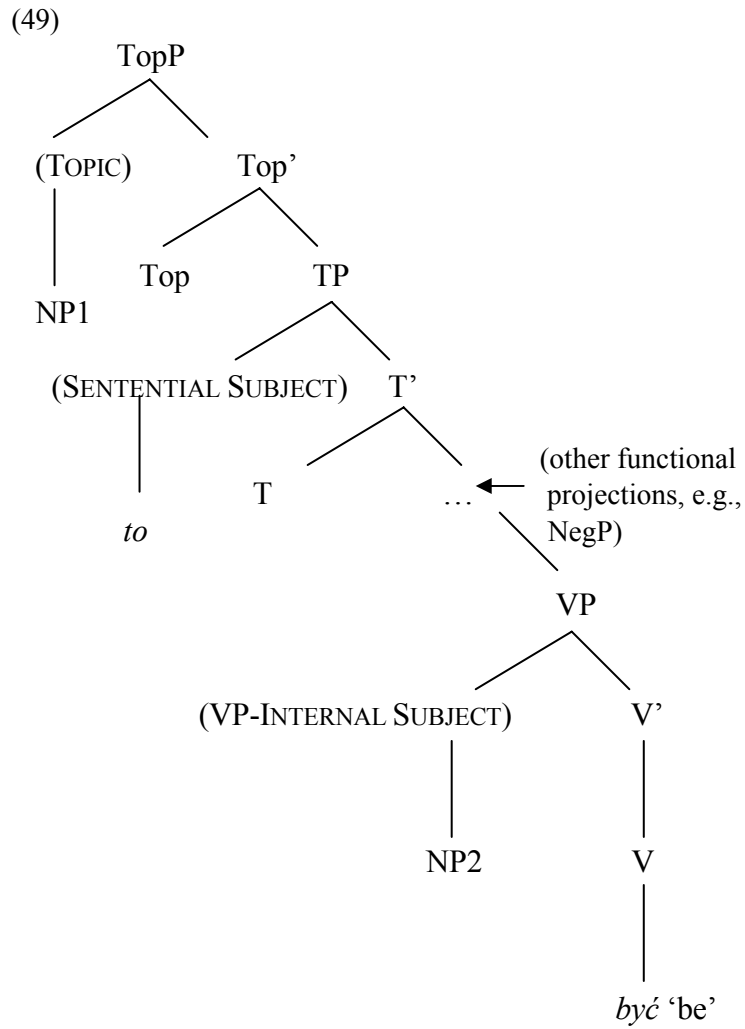 (49)
TopP
(TOPIC) Top’
Top TP
NP1
(SENTENTIAL SUBJECT) T’
(other functional
T … projections, e.g.,
to NegP)
VP
(VP-INTERNAL SUBJECT) V’
NP2 V
być ‘be’